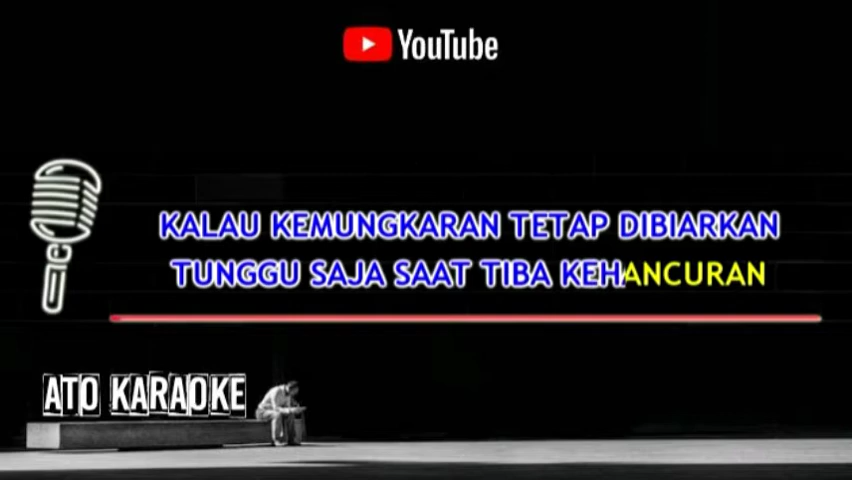 YouTube
KALAU KEMUNGKARAN TETAP DIBIARKAN
TUNGGU SAJA SAAT TIBA KEHANCURAN
ATO KARAOKE